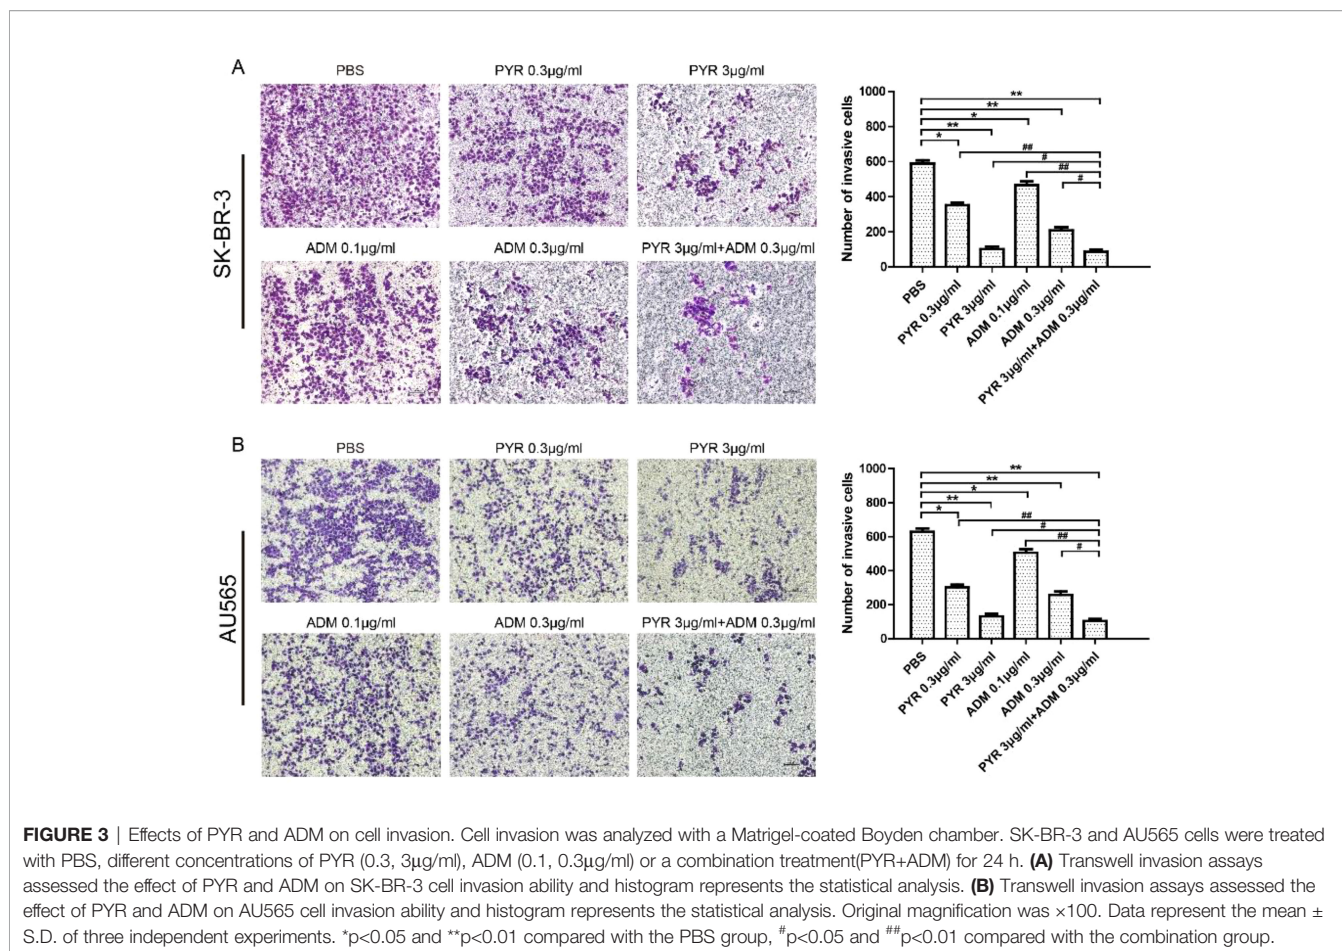 A
PBS
PYR 0.3μg/ml
PYR 3μg/ml
SK-BR-3
ADM 0.1μg/ml
ADM 0.3μg/ml
PYR 3μg/ml+ADM 0.3μg/ml
Number of invasive cells
1000
800
600
400
200
0
**
**
*
**
*
##
#
##
#
PBS
PYR 0.3μg/ml
PYR 3μg/ml
ADM 0.1μg/ml
ADM 0.3μg/ml
PYR 3μg/ml+ADM 0.3μg/ml
B
PBS
PYR 0.3μg/ml
PYR 3μg/ml
AU565
ADM 0.1μg/ml
ADM 0.3μg/ml
PYR 3μg/ml+ADM 0.3μg/ml
Number of invasive cells
1000
800
600
400
200
0
**
**
*
**
*
##
#
##
#
PBS
PYR 0.3μg/ml
PYR 3μg/ml
ADM 0.1μg/ml
ADM 0.3μg/ml
PYR 3μg/ml+ADM 0.3μg/ml
FIGURE 3 | Effects of PYR and ADM on cell invasion. Cell invasion was analyzed with a Matrigel-coated Boyden chamber. SK-BR-3 and AU565 cells were treated
with PBS, different concentrations of PYR (0.3, 3μg/ml), ADM (0.1, 0.3μg/ml) or a combination treatment(PYR+ADM) for 24 h. (A) Transwell invasion assays
assessed the effect of PYR and ADM on SK-BR-3 cell invasion ability and histogram represents the statistical analysis. (B) Transwell invasion assays assessed the
effect of PYR and ADM on AU565 cell invasion ability and histogram represents the statistical analysis. Original magnification was ×100. Data represent the mean ±
S.D. of three independent experiments. *p<0.05 and **p<0.01 compared with the PBS group, #p<0.05 and ##p<0.01 compared with the combination group.